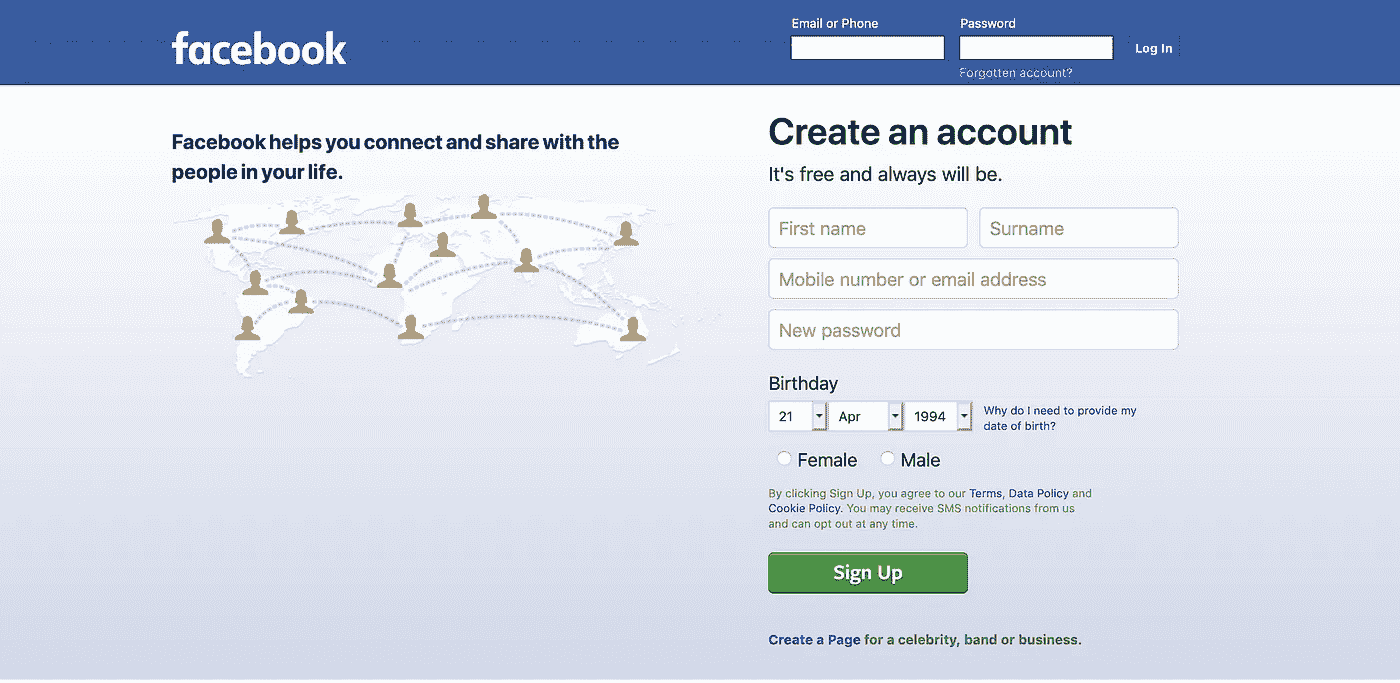 facebook
Email or Phone
Password
Log In
Forgotten account?
Facebook helps you connect and share with the
people in your life.
Create an account
It's free and always will be.
First name
Surname
Mobile number or email address
New password
Birthday
21
Apr
1994
Why do I need to provide my
date of birth?
Female
Male
By clicking Sign Up, you agree to our Terms, Data Policy and
Cookie Policy. You may receive SMS notifications from us
and can opt out at any time.
Sign Up
Create a Page for a celebrity, band or business.